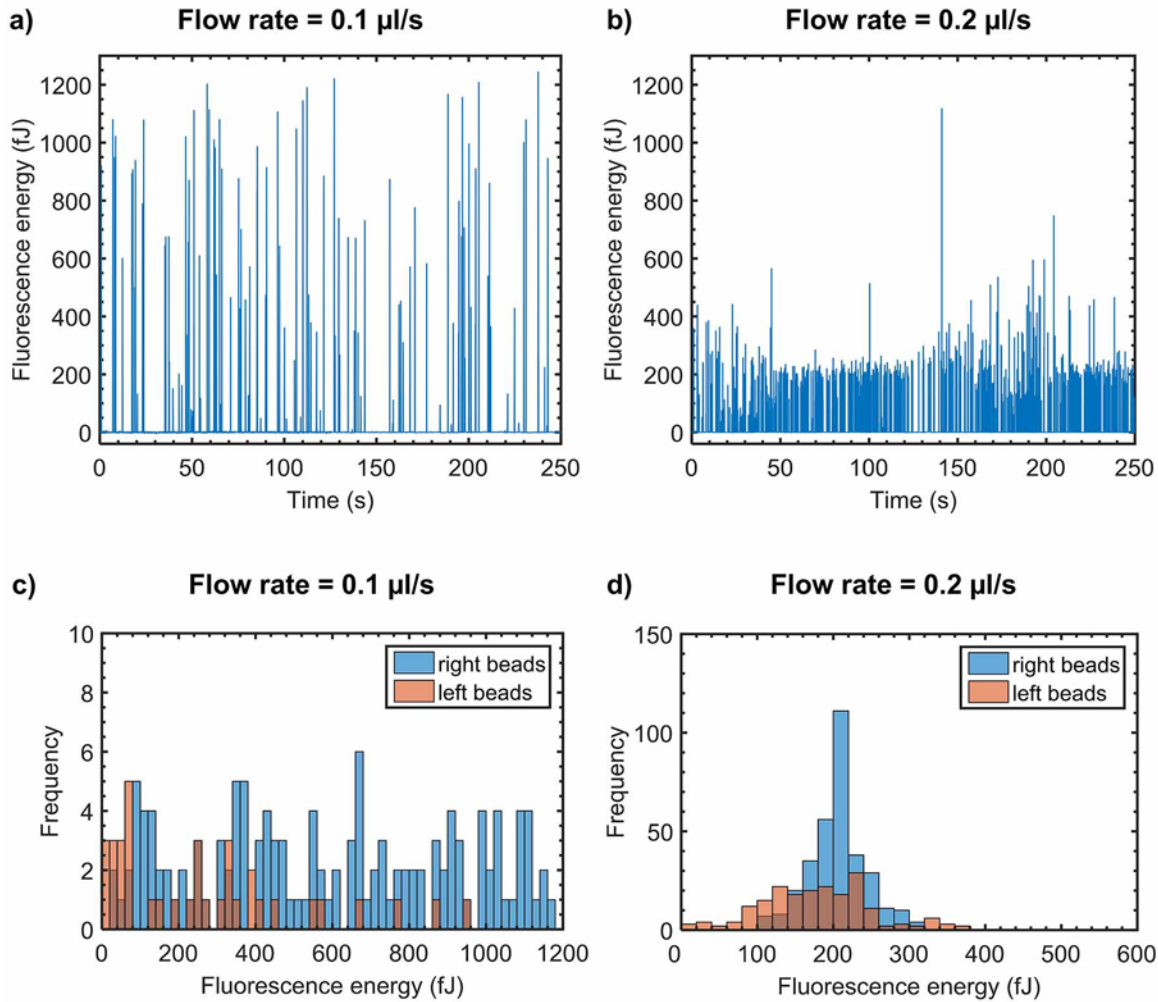 a) Flow rate = 0.1 µl/s
1200
1000
800
600
400
200
0
Fluorescence energy (fJ)
0 50 100 150 200 250
Time (s)
b) Flow rate = 0.2 µl/s
1200
1000
800
600
400
200
0
Fluorescence energy (fJ)
0 50 100 150 200 250
Time (s)
c) Flow rate = 0.1 µl/s
10
8
6
4
2
0
Frequency
right beads
left beads
0 200 400 600 800 1000 1200
Fluorescence energy (fJ)
d) Flow rate = 0.2 µl/s
150
100
50
0
Frequency
right beads
left beads
0 100 200 300 400 500 600
Fluorescence energy (fJ)